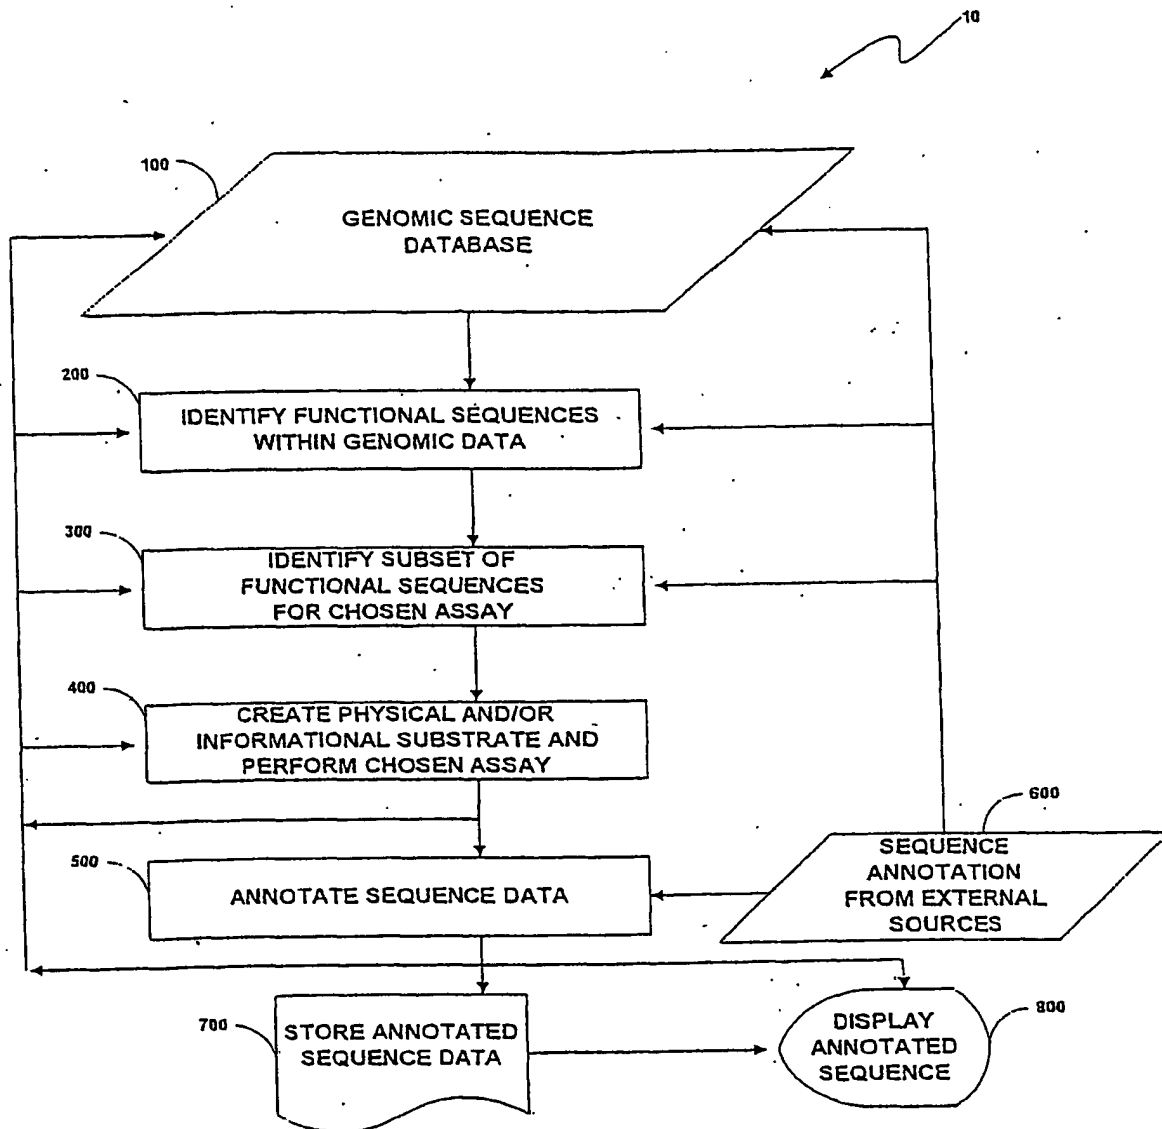 10
100
GENOMIC SEQUENCE
DATABASE
200
IDENTIFY FUNCTIONAL SEQUENCES
WITHIN GENOMIC DATA
300
IDENTIFY SUBSET OF
FUNCTIONAL SEQUENCES
FOR CHOSEN ASSAY
400
CREATE PHYSICAL AND/OR
INFORMATIONAL SUBSTRATE AND
PERFORM CHOSEN ASSAY
600
SEQUENCE
ANNOTATION
FROM EXTERNAL
SOURCES
500
ANNOTATE SEQUENCE DATA
700
STORE ANNOTATED
SEQUENCE DATA
800
DISPLAY
ANNOTATED
SEQUENCE